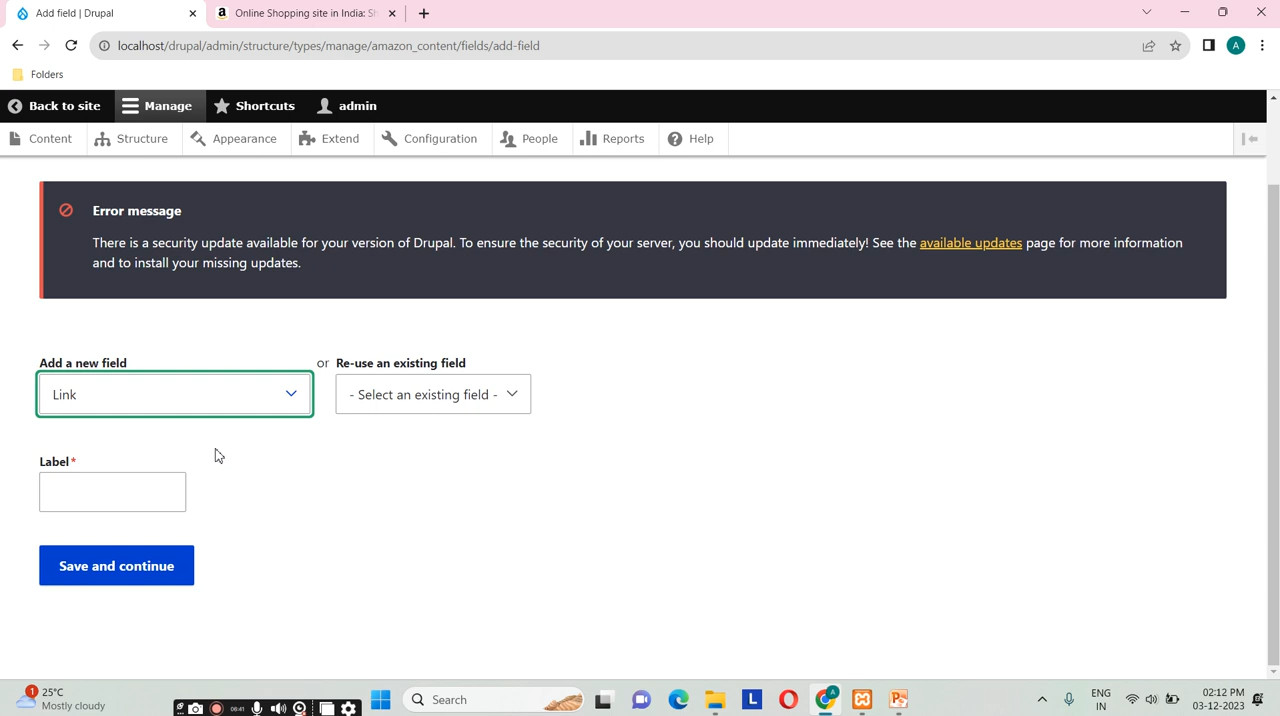 Add field | Drupal
Online Shopping site in India: Sh
localhost/drupal/admin/structure/types/manage/amazon_content/fields/add-field
A
Folders
Back to site Manage Shortcuts admin
Content Structure Appearance Extend Configuration People Reports Help
Error message
There is a security update available for your version of Drupal. To ensure the security of your server, you should update immediately! See the available updates page for more information
and to install your missing updates.
Add a new field or Re-use an existing field
Link - Select an existing field -
Label*
Save and continue
1 25°C
Mostly cloudy
06:41
Search
L
A
ENG
IN
02:12 PM
03-12-2023